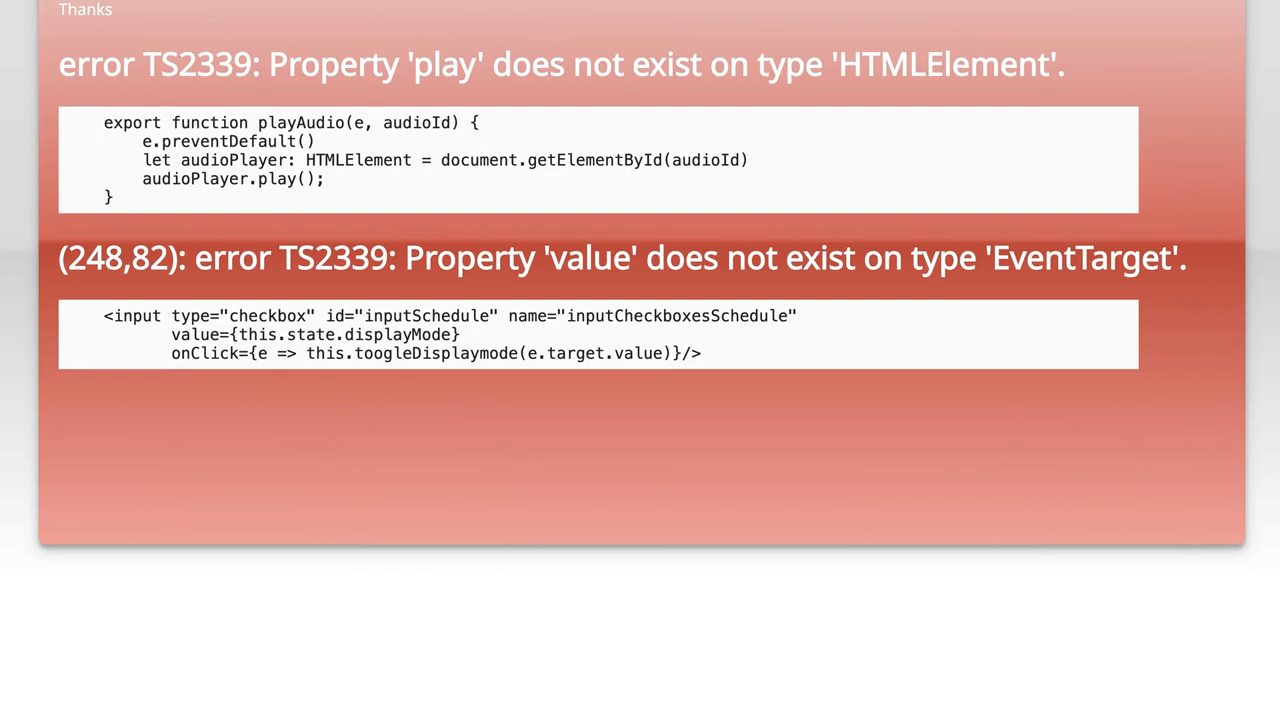 Thanks
error TS2339: Property 'play' does not exist on type 'HTMLElement'.
export function playAudio(e, audioId) {
e.preventDefault()
let audioPlayer: HTMLElement = document.getElementById(audioId)
audioPlayer.play();
}
(248,82): error TS2339: Property 'value' does not exist on type 'EventTarget'.
<input type="checkbox" id="inputSchedule" name="inputCheckboxesSchedule"
value={this.state.displayMode}
onClick={e => this.toogleDisplaymode(e.target.value)}/>